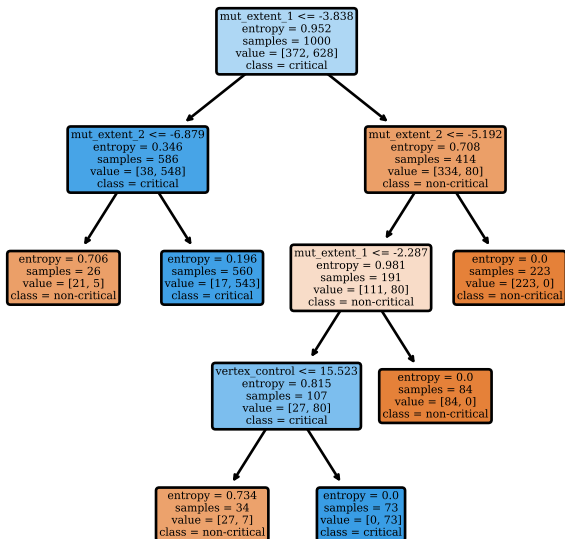 mut_extent_1 <= -3.838
entropy = 0.952
samples = 1000
value = [372, 628]
class = critical
mut_extent_2 <= -6.879
entropy = 0.346
samples = 586
value = [38, 548]
class = critical
mut_extent_2 <= -5.192
entropy = 0.708
samples = 414
value = [334, 80]
class = non-critical
entropy = 0.706
samples = 26
value = [21, 5]
class = non-critical
entropy = 0.196
samples = 560
value = [17, 543]
class = critical
mut_extent_1 <= -2.287
entropy = 0.981
samples = 191
value = [111, 80]
class = non-critical
entropy = 0.0
samples = 223
value = [223, 0]
class = non-critical
vertex_control <= 15.523
entropy = 0.815
samples = 107
value = [27, 80]
class = critical
entropy = 0.0
samples = 84
value = [84, 0]
class = non-critical
entropy = 0.734
samples = 34
value = [27, 7]
class = non-critical
entropy = 0.0
samples = 73
value = [0, 73]
class = critical